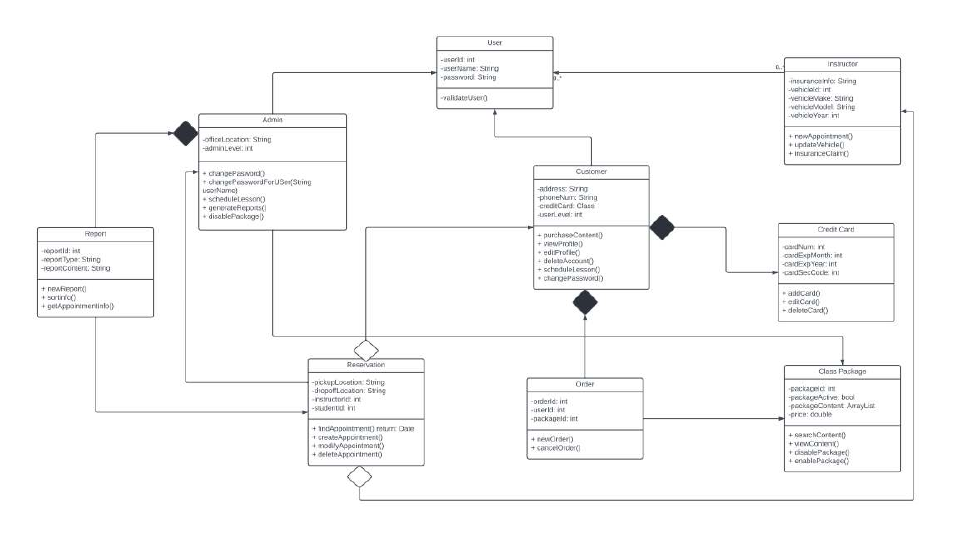 User
-userId: int
-userName: String
-password: String
-validateUser()
0..*
0..*
Instructor
-insuranceInfo: String
-vehicleId: int
-vehicleMake: String
-vehicleModel: String
-vehicleYear: int
+ newAppointment()
+ updateVehicle()
+ insuranceClaim()
Admin
-officeLocation: String
-adminLevel: int
+ changePasword()
+ changePasswordForUSer(String
userName)
+ scheduleLesson()
+ generateReports()
+ disablePackage()
Customer
-address: String
-phoneNum: String
-creditCard: Class
-userLevel: int
+ purchaseContent()
+ viewProfile()
+ editProfile()
+ deleteAccount()
+ scheduleLesson()
+ changePassword()
Report
-reportId: int
-reportType: String
-reportContent: String
+ newReport()
+ sortinfo()
+ getAppointmentInfo()
Credit Card
-cardNum: int
-cardExpMonth: int
-cardExpYear: int
-cardSecCode: int
+ addCard()
+ editCard()
+ deleteCard()
Reservation
-pickupLocation: String
-dropoffLocation: String
-instructorId: int
-studentId: int
+ findAppointment() return: Date
+ createAppointment()
+ modifyAppointment()
+ deleteAppointment()
Order
-orderId: int
-userId: int
-packageId: int
+ newOrder()
+ cancelOrder()
Class Package
-packageId: int
-packageActive: bool
-packageContent: ArrayList
-price: double
+ searchContent()
+ viewContent()
+ disablePackage()
+ enablePackage()